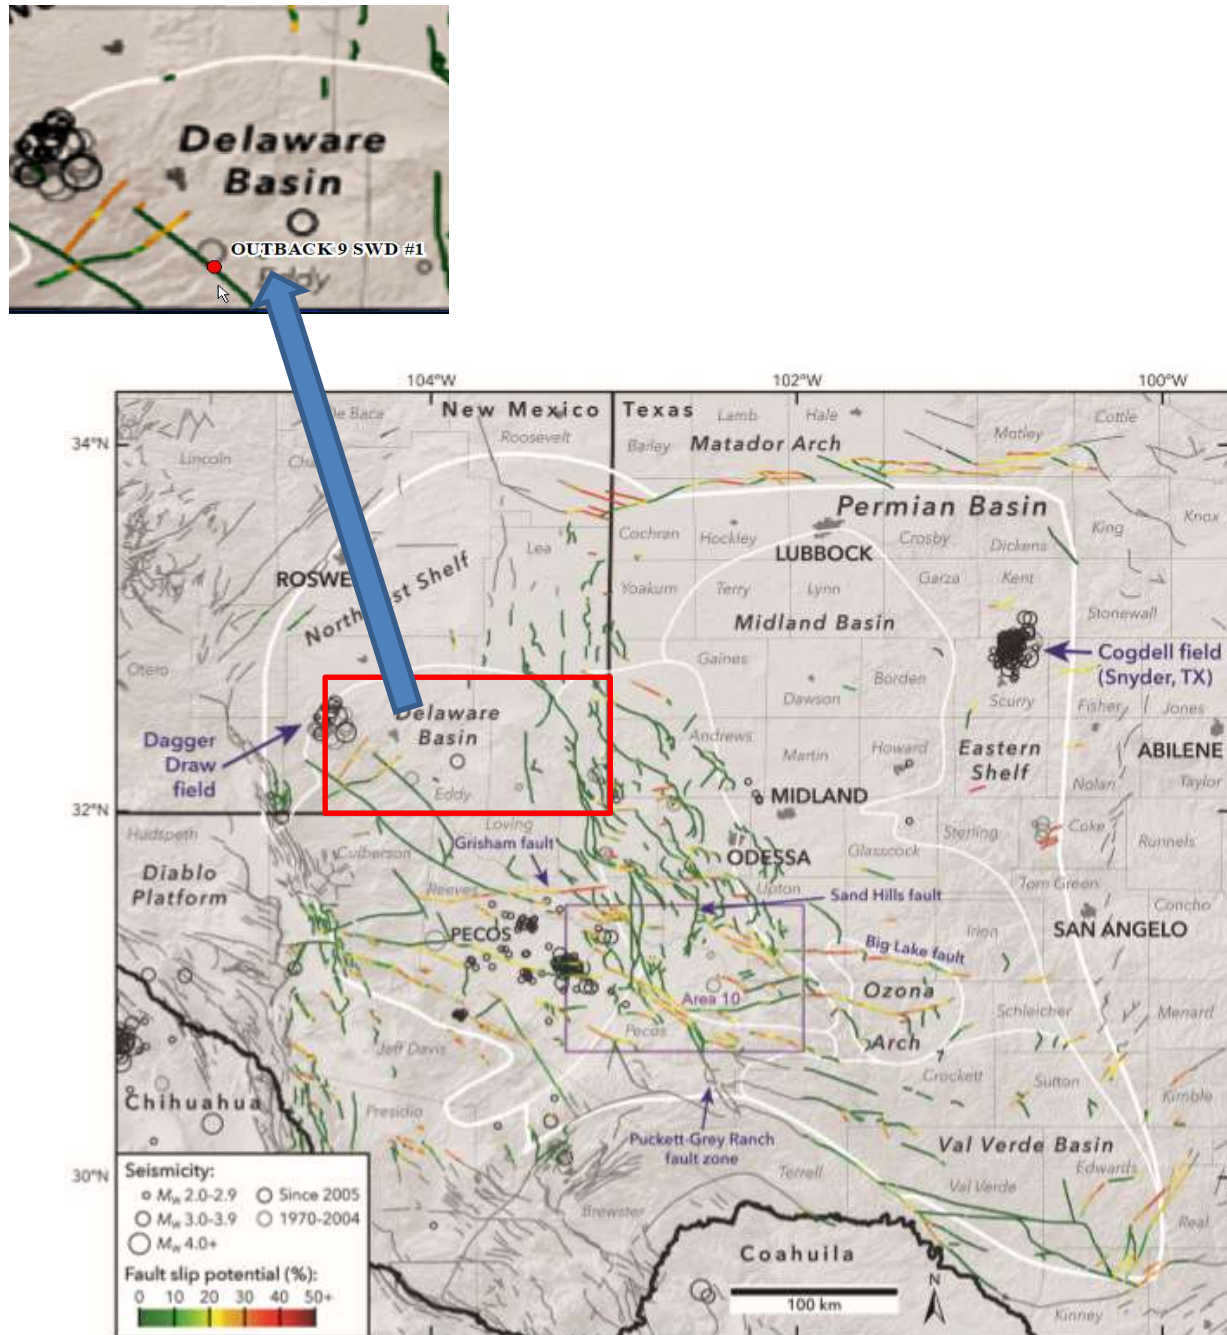 Delaware
Basin
OUTBACK 9 SWD #1
Eddy
104°W
102°W
100°W
New Mexico
Texas
Roosevelt
Lamb
Hale
Cottle
Motley
34°N
Lincoln
Bailey
Matador Arch
Permian Basin
Knox
King
Cochran
Hockley
Crosby
Dickens
Lea
LUBBOCK
Yoakum
Terry
Lynn
Garza
Kent
Stonewall
Midland Basin
Otero
Gaines
Borden
Dawson
Scurry
Cogdell field
(Snyder, TX)
Fisher
Jones
Delaware
Basin
Dagger
Draw
field
Andrews
Martin
Howard
Eastern
Shelf
ABILENE
Nolan
Taylor
Eddy
32°N
MIDLAND
Hudspeth
Loving
Grisham fault
Culberson
Sterling
Coke
Runnels
Diablo
Platform
ODESSA
Glasscock
Reeves
Upton
Sand Hills fault
Tom Green
Concho
PECOS
Irion
SAN ANGELO
Big Lake fault
Area 10
Ozona
Arch
Schleicher
Menard
Pecos
Jeff Davis
Crockett
Sutton
Kimble
Chihuahua
Presidio
Puckett-Grey Ranch
fault zone
Val Verde Basin
Edwards
30°N
Terrell
Val Verde
Brewster
Real
Coahuila
Kinney
N
100 km
Seismicity:
Mw 2.0-2.9
Since 2005
Mw 3.0-3.9
1970-2004
Mw 4.0+
Fault slip potential (%):
0 10 20 30 40 50+